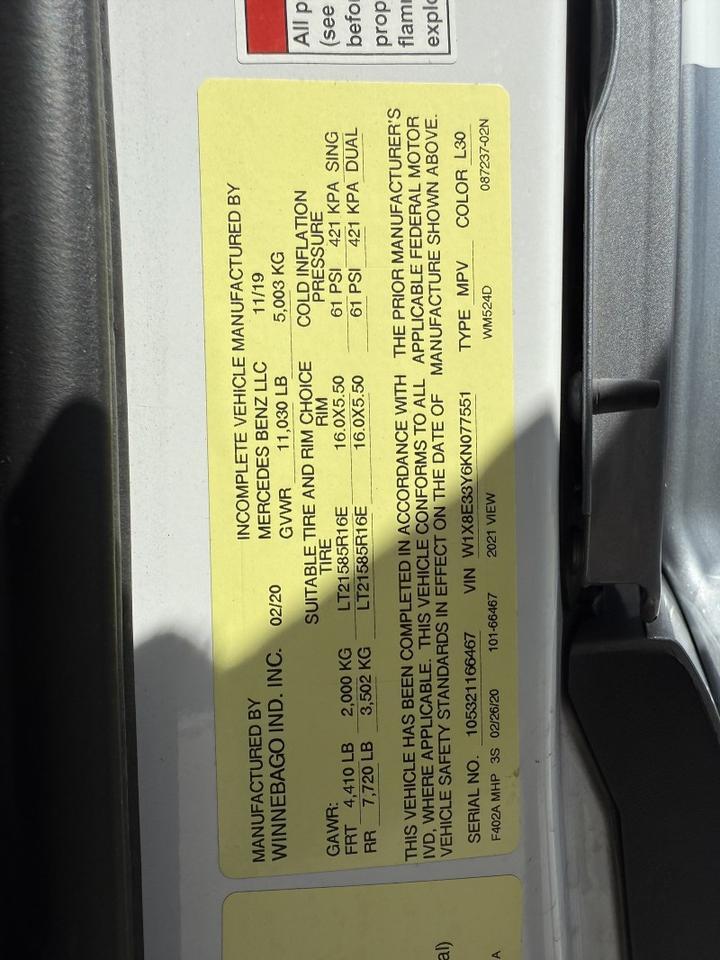 All p
(see
befor
prop
flam
explo
MANUFACTURED BY
WINNEBAGO IND. INC. 02/20
INCOMPLETE VEHICLE MANUFACTURED BY
MERCEDES BENZ LLC 11/19
GVWR 11,030 LB 5,003 KG
SUITABLE TIRE AND RIM CHOICE
COLD INFLATION
GAWR: TIRE RIM PRESSURE
FRT 4,410 LB 2,000 KG LT21585R16E 16.0X5.50 61 PSI 421 KPA SING
RR 7,720 LB 3,502 KG LT21585R16E 16.0X5.50 61 PSI 421 KPA DUAL
THIS VEHICLE HAS BEEN COMPLETED IN ACCORDANCE WITH THE PRIOR MANUFACTURER'S
IVD, WHERE APPLICABLE. THIS VEHICLE CONFORMS TO ALL APPLICABLE FEDERAL MOTOR
VEHICLE SAFETY STANDARDS IN EFFECT ON THE DATE OF MANUFACTURE SHOWN ABOVE.
SERIAL NO. 105321166467 VIN W1X8E33Y6KN077551 TYPE MPV COLOR L30
F402A MHP 3S 02/26/20 101-66467 2021 VIEW WM524D 087237-02N
al)
A